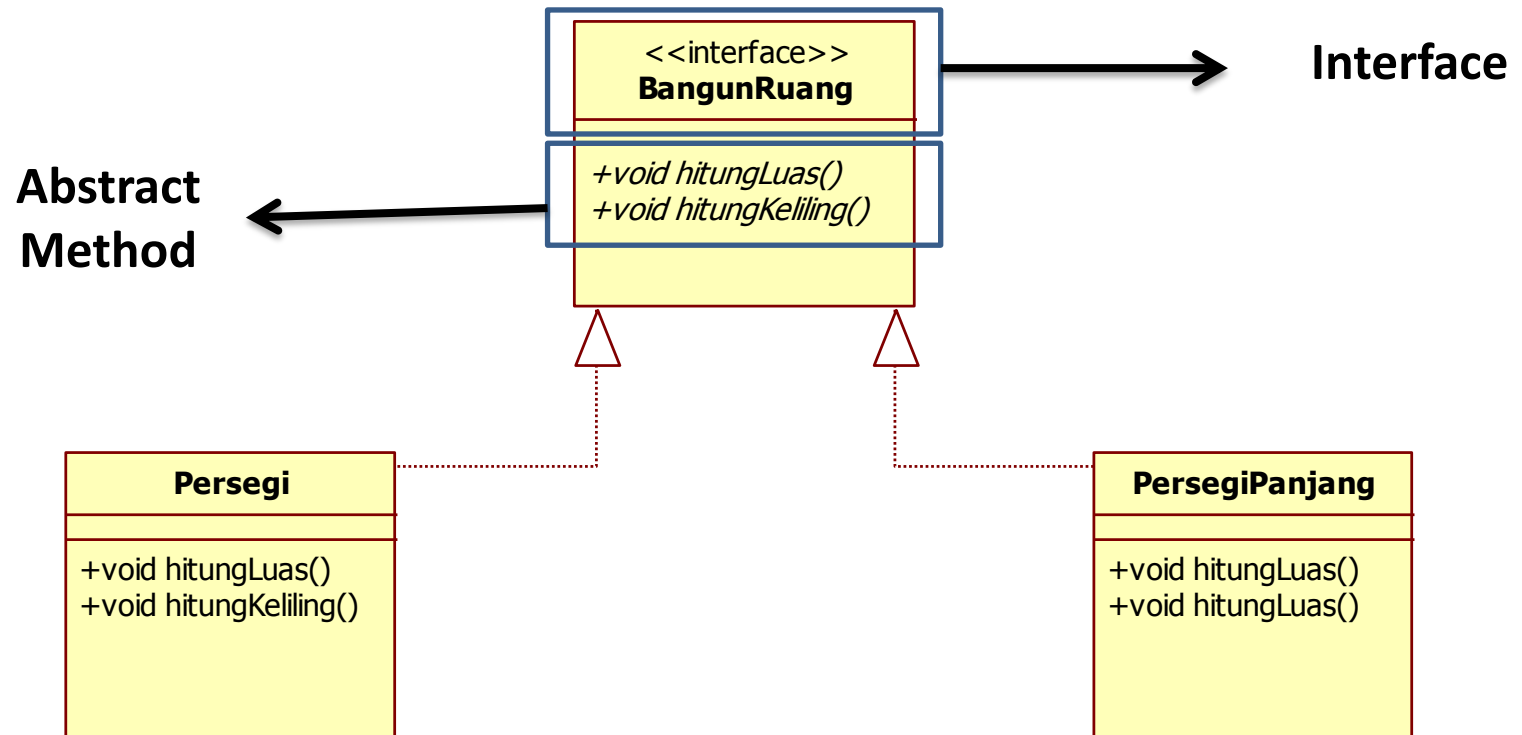 <<interface>>
BangunRuang
Interface
+void hitungLuas()
+void hitungKeliling()
Abstract
Method
Persegi
+void hitungLuas()
+void hitungKeliling()
PersegiPanjang
+void hitungLuas()
+void hitungLuas()